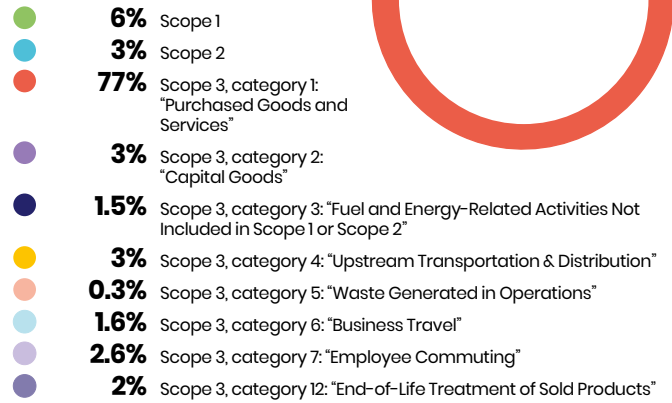 6% Scope 1
3% Scope 2
77% Scope 3, category 1:
“Purchased Goods and
Services”
3% Scope 3, category 2:
“Capital Goods”
1.5% Scope 3, category 3: “Fuel and Energy-Related Activities Not
Included in Scope 1 or Scope 2”
3% Scope 3, category 4: “Upstream Transportation & Distribution”
0.3% Scope 3, category 5: “Waste Generated in Operations”
1.6% Scope 3, category 6: “Business Travel”
2.6% Scope 3, category 7: “Employee Commuting”
2% Scope 3, category 12: “End-of-Life Treatment of Sold Products”